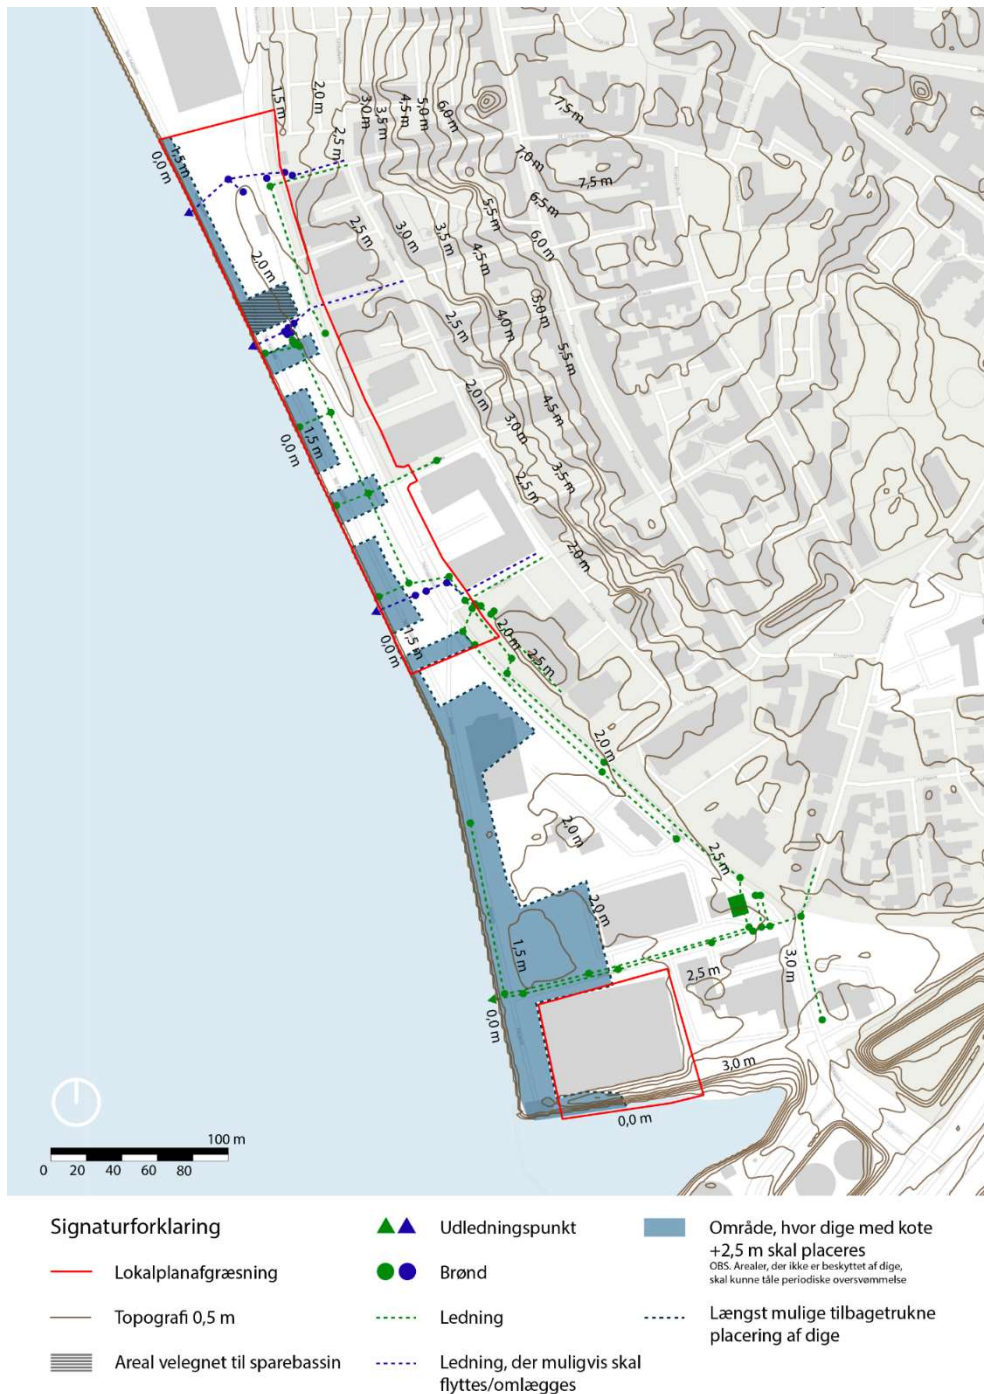 1,5 m
2,0 m
2,5 m
3,0 m
3,5 m
4,5 m
5,0 m
6,0 m
7,5 m
7,0 m
7,5 m
6,5 m
6,0 m
5,5 m
4,5 m
3,5 m
3,0 m
2,5 m
1,5 m
0,0 m
2,0 m
5,0 m
4,0 m
2,5 m
5,5 m
2,0 m
4,5 m
3,0 m
3,5 m
2,5 m
1,5 m
0,0 m
2,0 m
2,0 m
2,5 m
1,5 m
0,0 m
2,0 m
2,0 m
2,5 m
2,0 m
1,5 m
3,0 m
2,5 m
0,0 m
3,0 m
0,0 m
100 m
0 20 40 60 80
Signaturforklaring
Lokalplanafgræsning
Topografi 0,5 m
Areal velegnet til sparebassin
Udledningspunkt
Brønd
Ledning
Ledning, der muligvis skal
flyttes/omlægges
Område, hvor dige med kote
+2,5 m skal placeres
OBS. Arealer, der ikke er beskyttet af dige,
skal kunne tåle periodiske oversvømmelse
Længst mulige tilbagetrukne
placering af dige